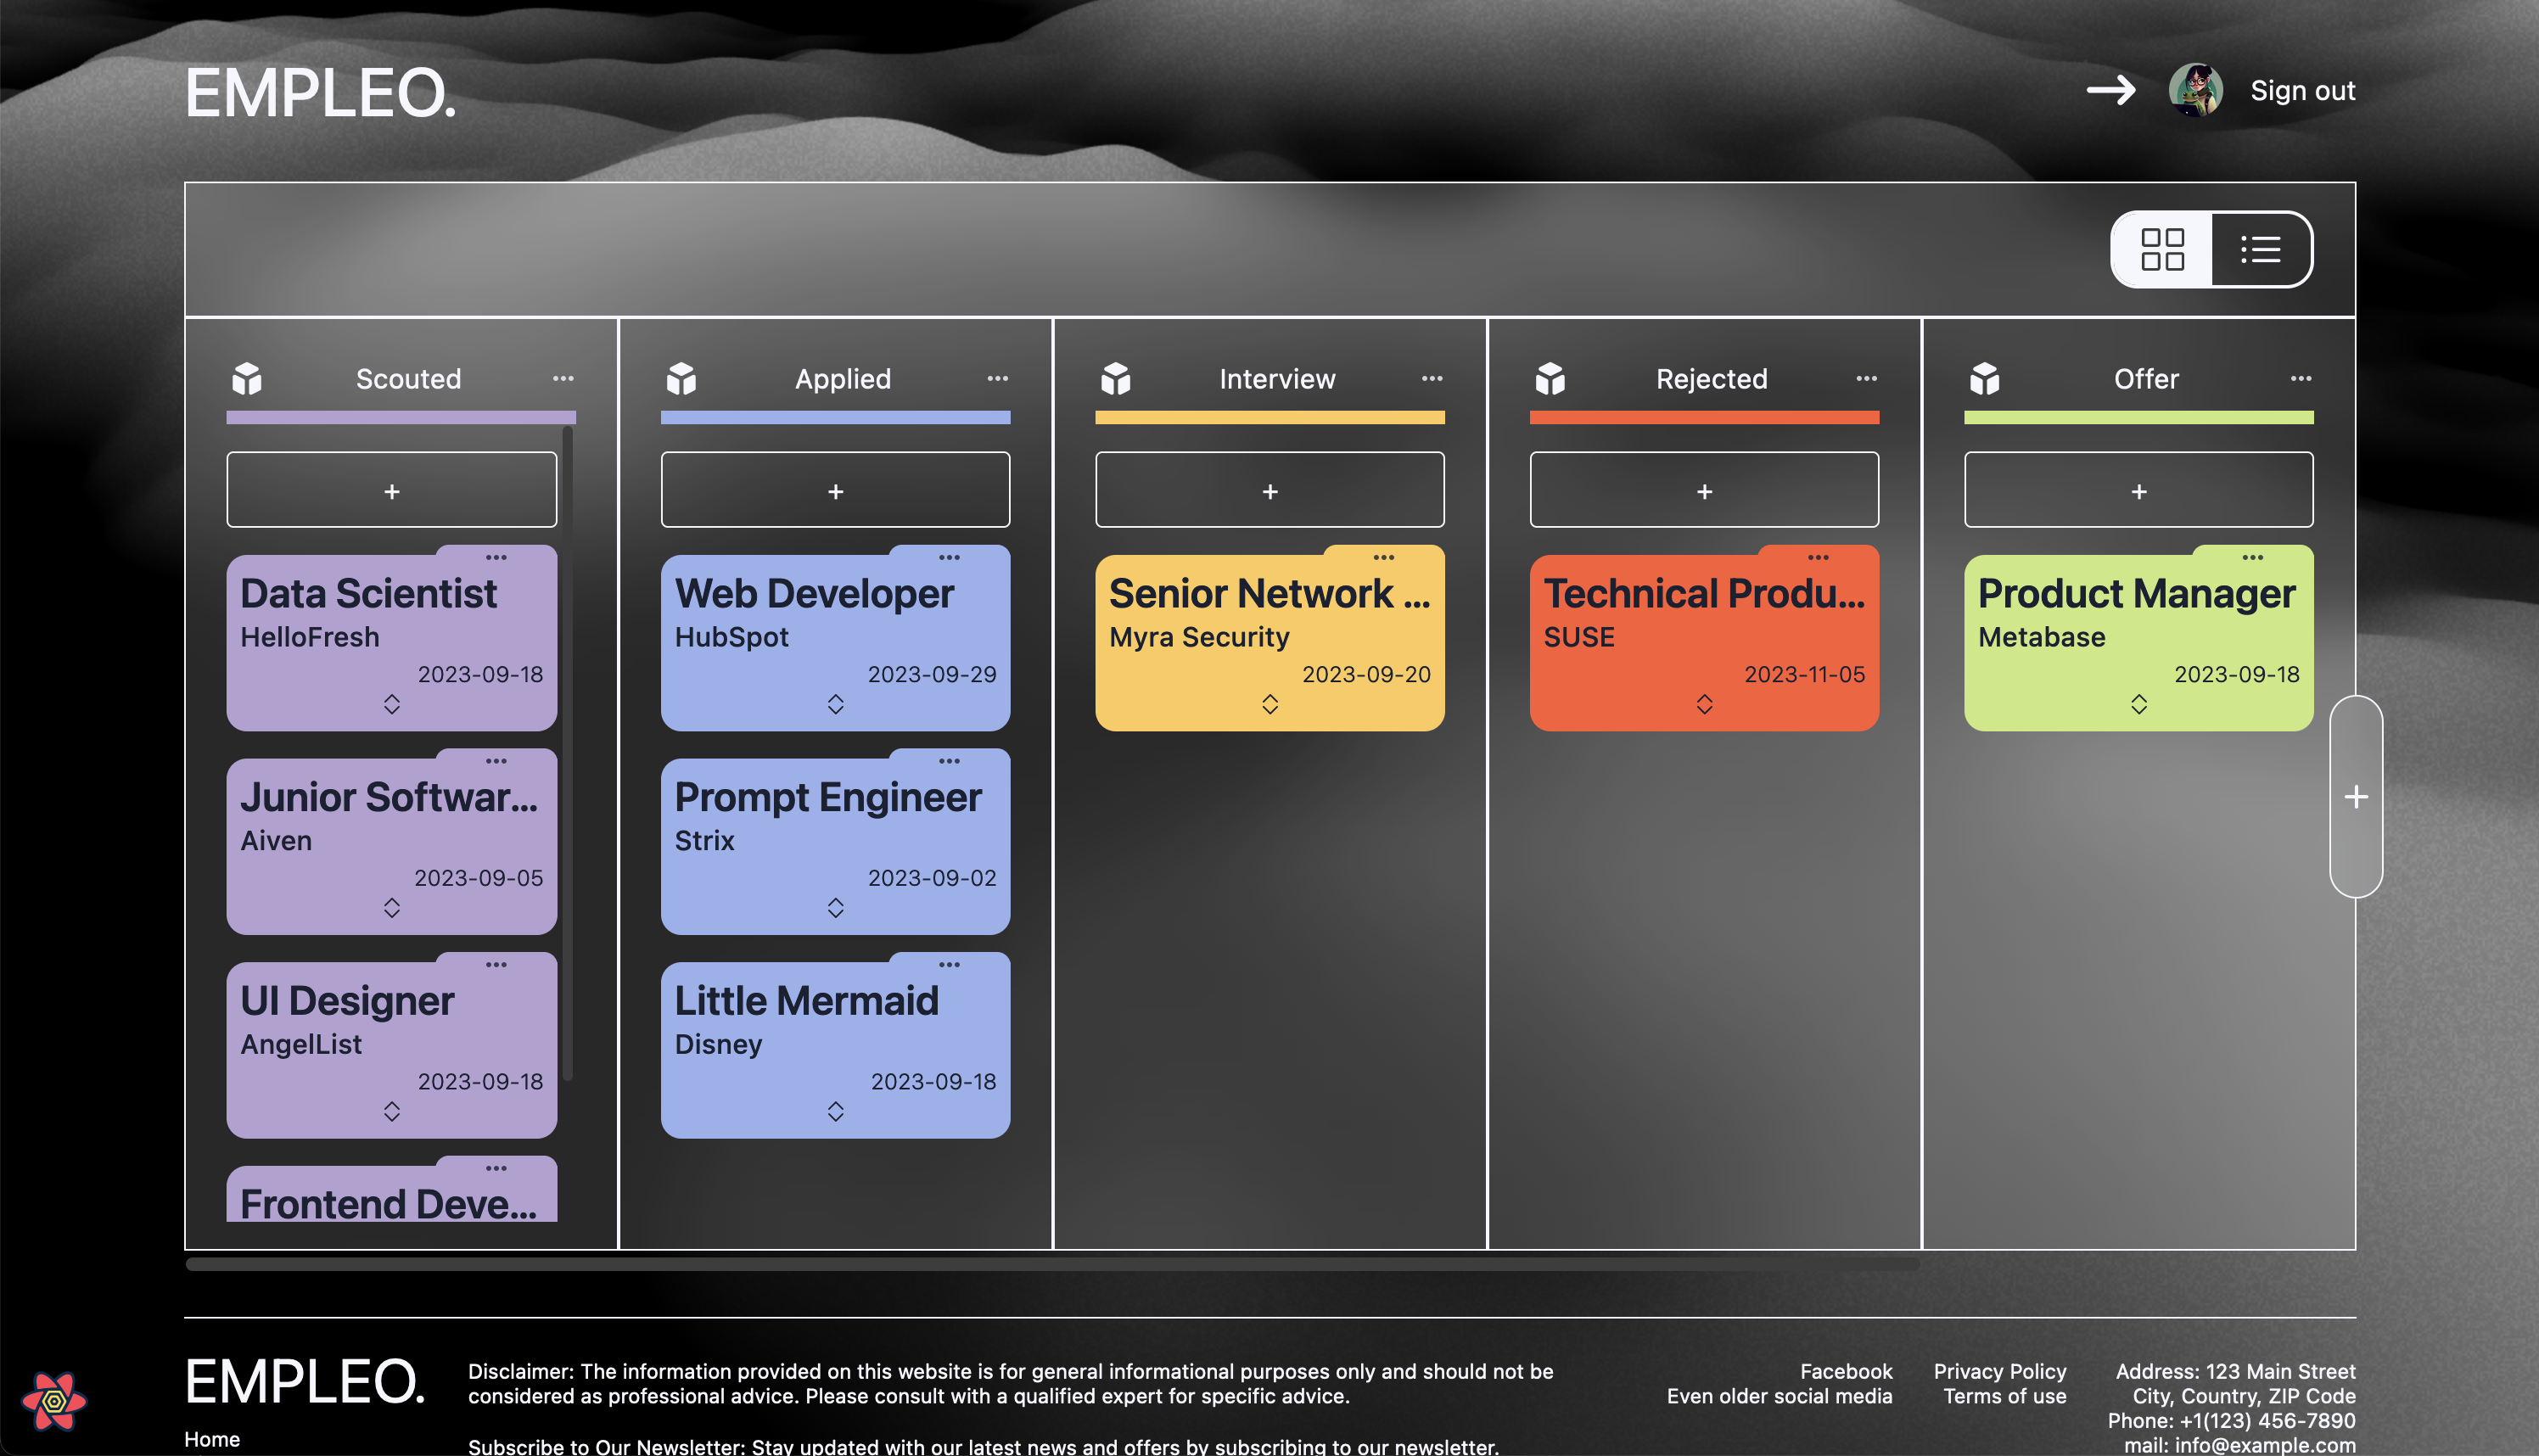 EMPLEO.
Sign out
Scouted
+
Data Scientist
HelloFresh
2023-09-18
Junior Softwar...
Aiven
2023-09-05
UI Designer
AngelList
2023-09-18
Frontend Deve...
Applied
+
Web Developer
HubSpot
2023-09-29
Prompt Engineer
Strix
2023-09-02
Little Mermaid
Disney
2023-09-18
Interview
+
Senior Network ...
Myra Security
2023-09-20
Rejected
+
Technical Produ...
SUSE
2023-11-05
Offer
+
Product Manager
Metabase
2023-09-18
+
EMPLEO.
Home
Disclaimer: The information provided on this website is for general informational purposes only and should not be
considered as professional advice. Please consult with a qualified expert for specific advice.
Subscribe to Our Newsletter: Stay updated with our latest news and offers by subscribing to our newsletter.
Facebook
Even older social media
Privacy Policy
Terms of use
Address: 123 Main Street
City, Country, ZIP Code
Phone: +1(123) 456-7890
mail: info@example.com